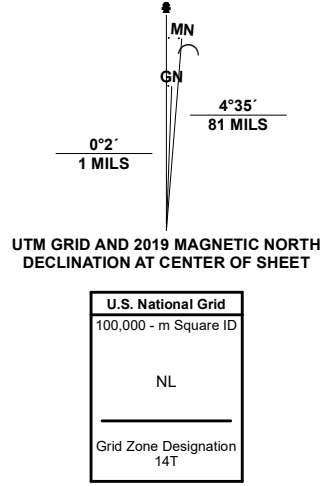 MN
GN
4°35´
81 MILS
0°2´
1 MILS
UTM GRID AND 2019 MAGNETIC NORTH
DECLINATION AT CENTER OF SHEET
U.S. National Grid
100,000 - m Square ID
NL
Grid Zone Designation
14T